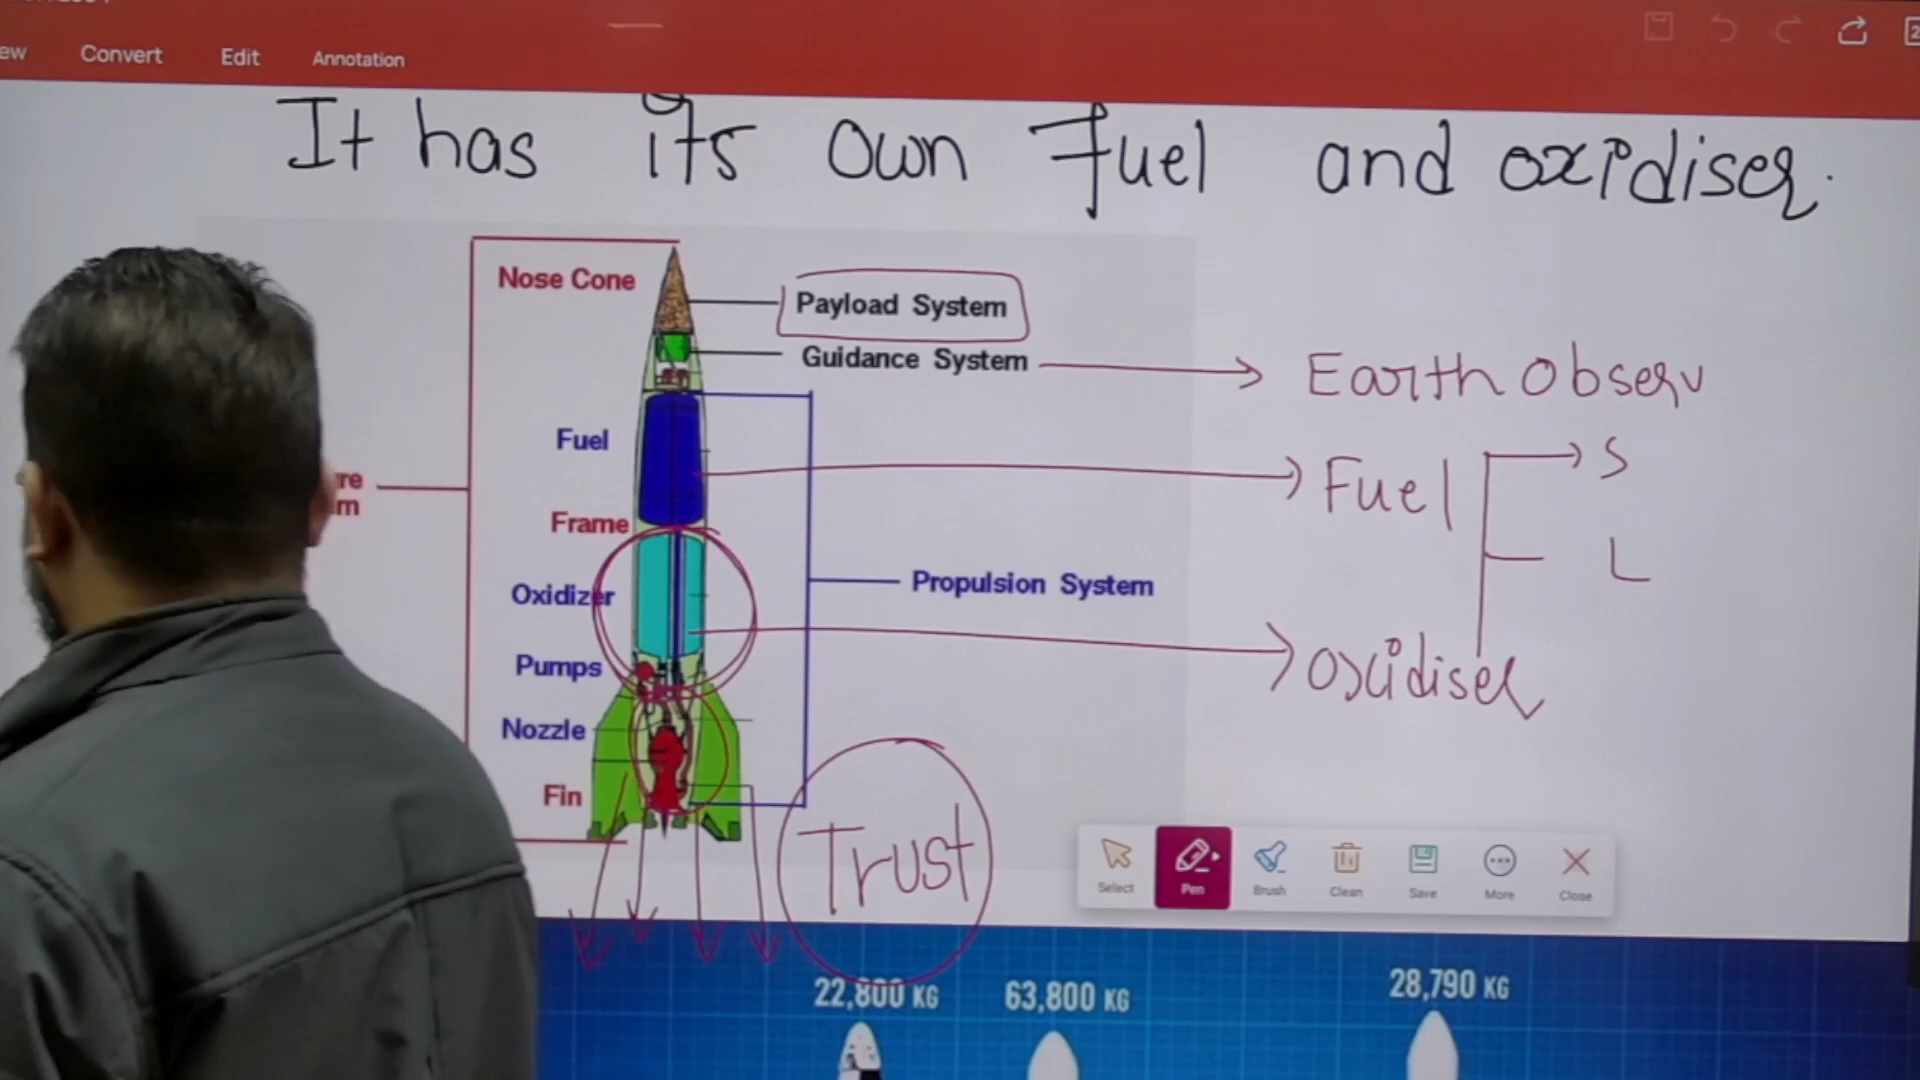 Convert Edit Annotation
It has its own Fuel and oxidiser.
Nose Cone
Payload System
Guidance System
Earth Observ
Fuel
Fuel
S
L
Frame
Oxidizer
Propulsion System
Pumps
oxidiser
Nozzle
Fin
Trust
Select Pen Brush Clean Save More Close
22,800 KG 63,800 KG 28,790 KG